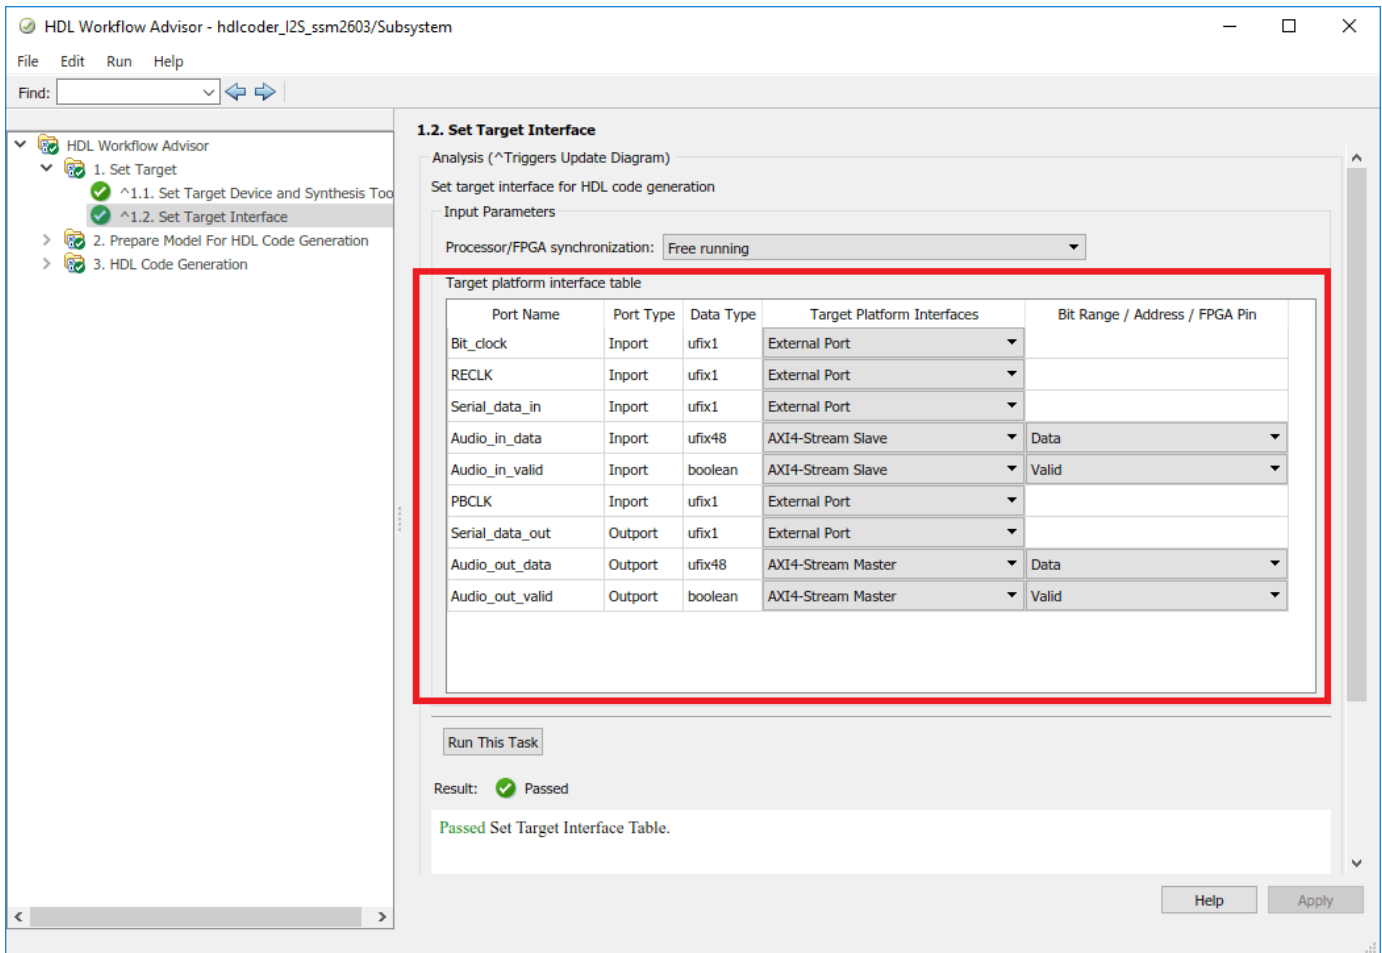 HDL Workflow Advisor - hdlcoder_I2S_ssm2603/Subsystem
File Edit Run Help
Find:
HDL Workflow Advisor
1. Set Target
^1.1. Set Target Device and Synthesis Too
^1.2. Set Target Interface
2. Prepare Model For HDL Code Generation
3. HDL Code Generation
1.2. Set Target Interface
Analysis (^Triggers Update Diagram)
Set target interface for HDL code generation
Input Parameters
Processor/FPGA synchronization: Free running
Target platform interface table
Port Name Port Type Data Type Target Platform Interfaces Bit Range / Address / FPGA Pin
Bit_clock Inport ufix1 External Port
RECLK Inport ufix1 External Port
Serial_data_in Inport ufix1 External Port
Audio_in_data Inport ufix48 AXI4-Stream Slave Data
Audio_in_valid Inport boolean AXI4-Stream Slave Valid
PBCLK Inport ufix1 External Port
Serial_data_out Outport ufix1 External Port
Audio_out_data Outport ufix48 AXI4-Stream Master Data
Audio_out_valid Outport boolean AXI4-Stream Master Valid
Run This Task
Result: Passed
Passed Set Target Interface Table.
Help Apply